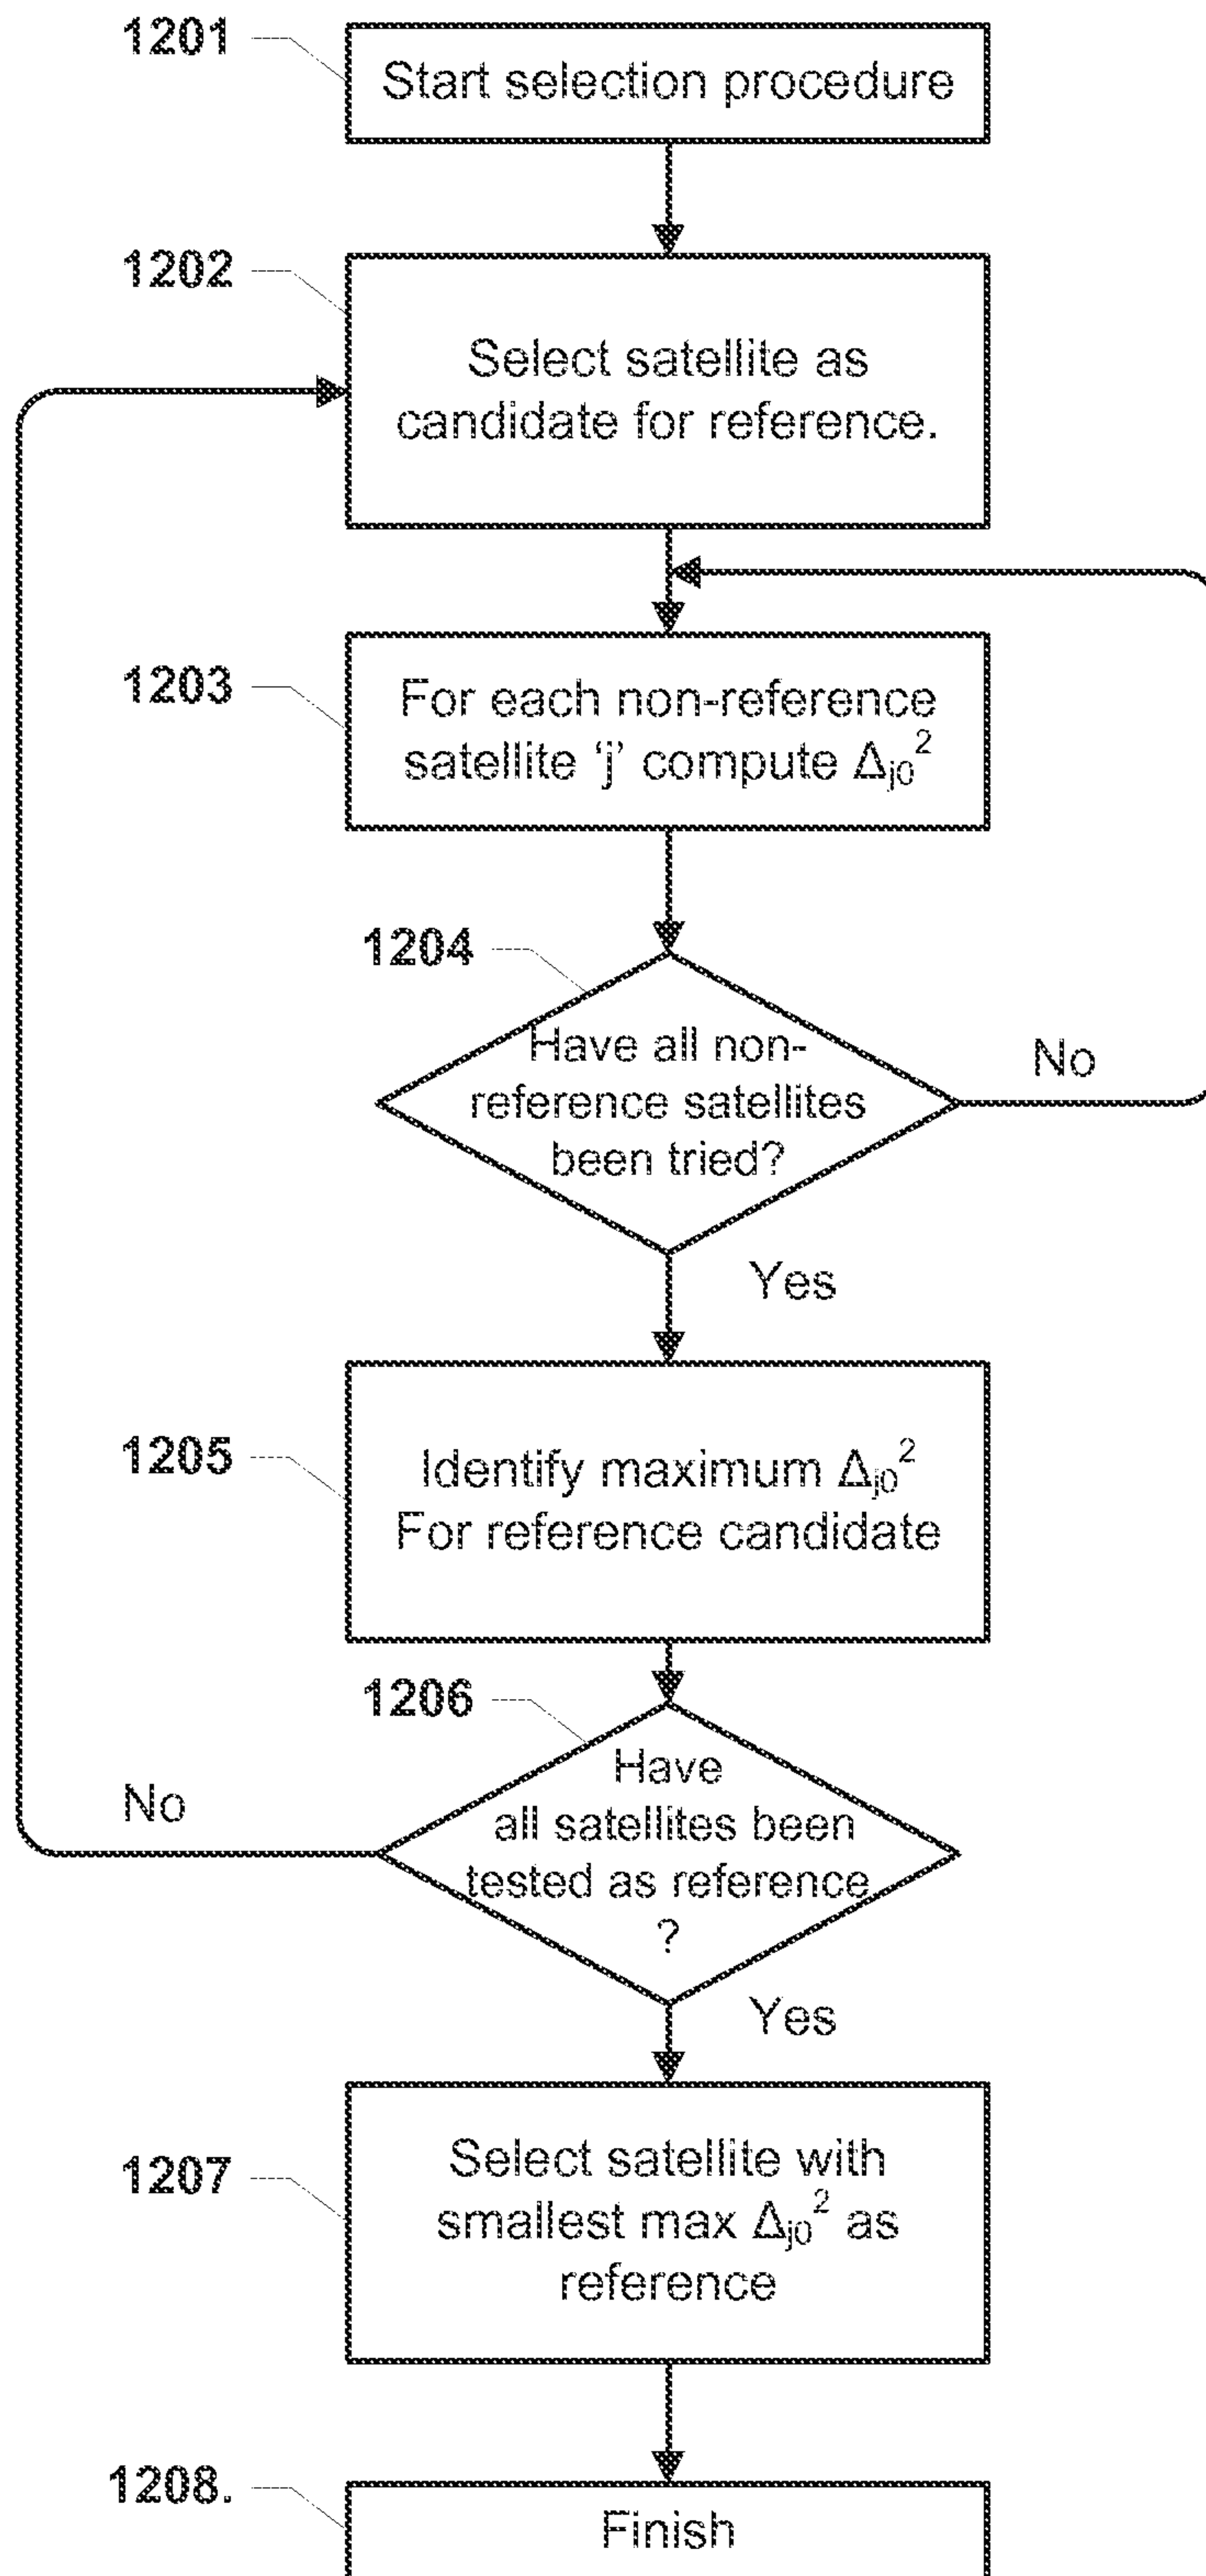 1201
Start selection procedure
1202
Select satellite as
candidate for reference.
1203
For each non-reference
satellite ‘j’ compute Δj0²
1204
Have all non-
reference satellites
been tried?
No
Yes
1205
Identify maximum Δj0²
For reference candidate
1206
Have
all satellites been
tested as reference
?
No
Yes
1207
Select satellite with
smallest max Δj0² as
reference
1208.
Finish